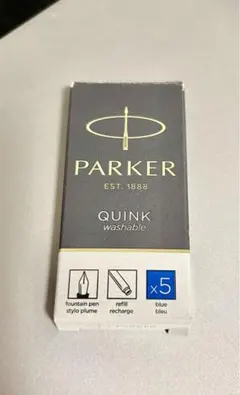 PARKER
EST. 1888
QUINK
washable
fountain pen
stylo plume
refill
recharge
x5
blue
bleu